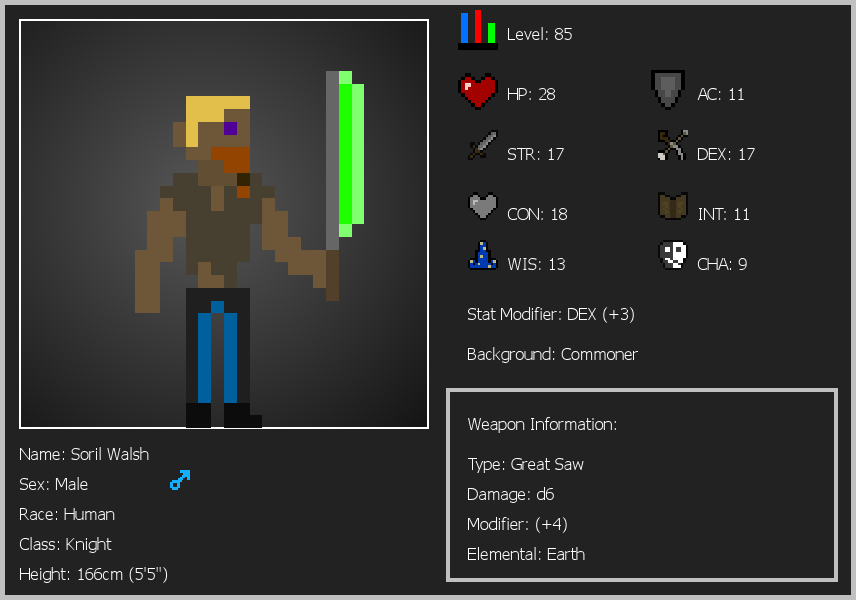 Level: 85
HP: 28
AC: 11
STR: 17
DEX: 17
CON: 18
INT: 11
WIS: 13
CHA: 9
Stat Modifier: DEX (+3)
Background: Commoner
Weapon Information:
Type: Great Saw
Damage: d6
Modifier: (+4)
Elemental: Earth
Name: Soril Walsh
Sex: Male
Race: Human
Class: Knight
Height: 166cm (5'5")